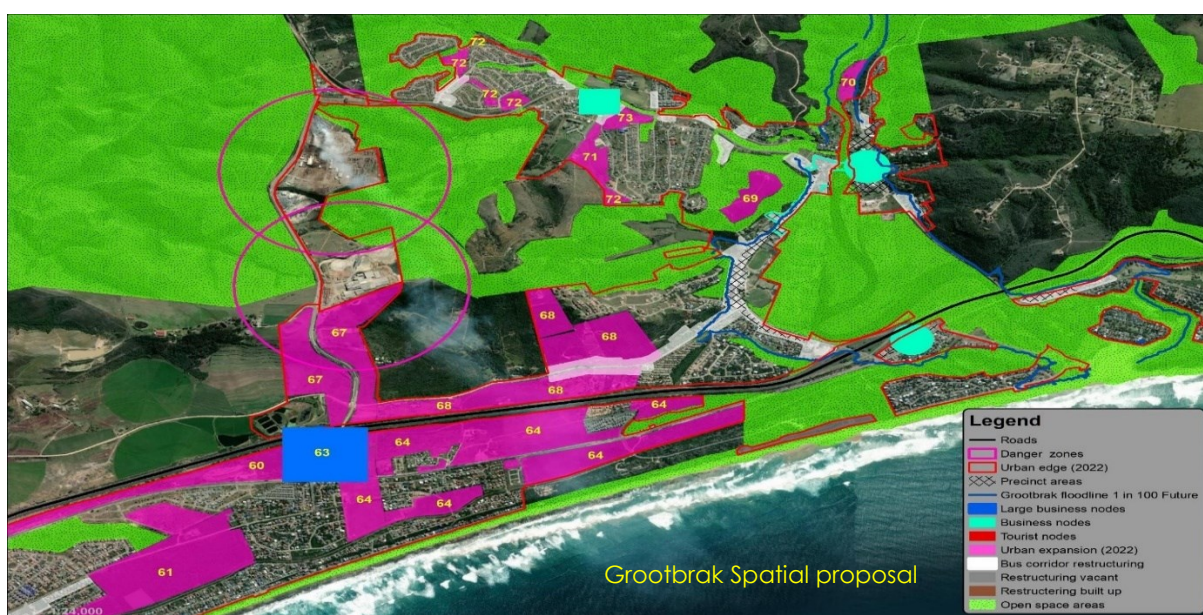 72
72
72
72
70
73
71
72
69
68
68
67
67
68
64
64
60
63
64
64
64
64
61
Legend
Roads
Danger zones
Urban edge (2022)
Precinct areas
Grootbrak floodline 1 in 100 Future
Large business nodes
Business nodes
Tourist nodes
Urban expansion (2022)
Bus corridor restructuring
Restructuring vacant
Restructering built up
Open space areas
Grootbrak Spatial proposal
1:24,000